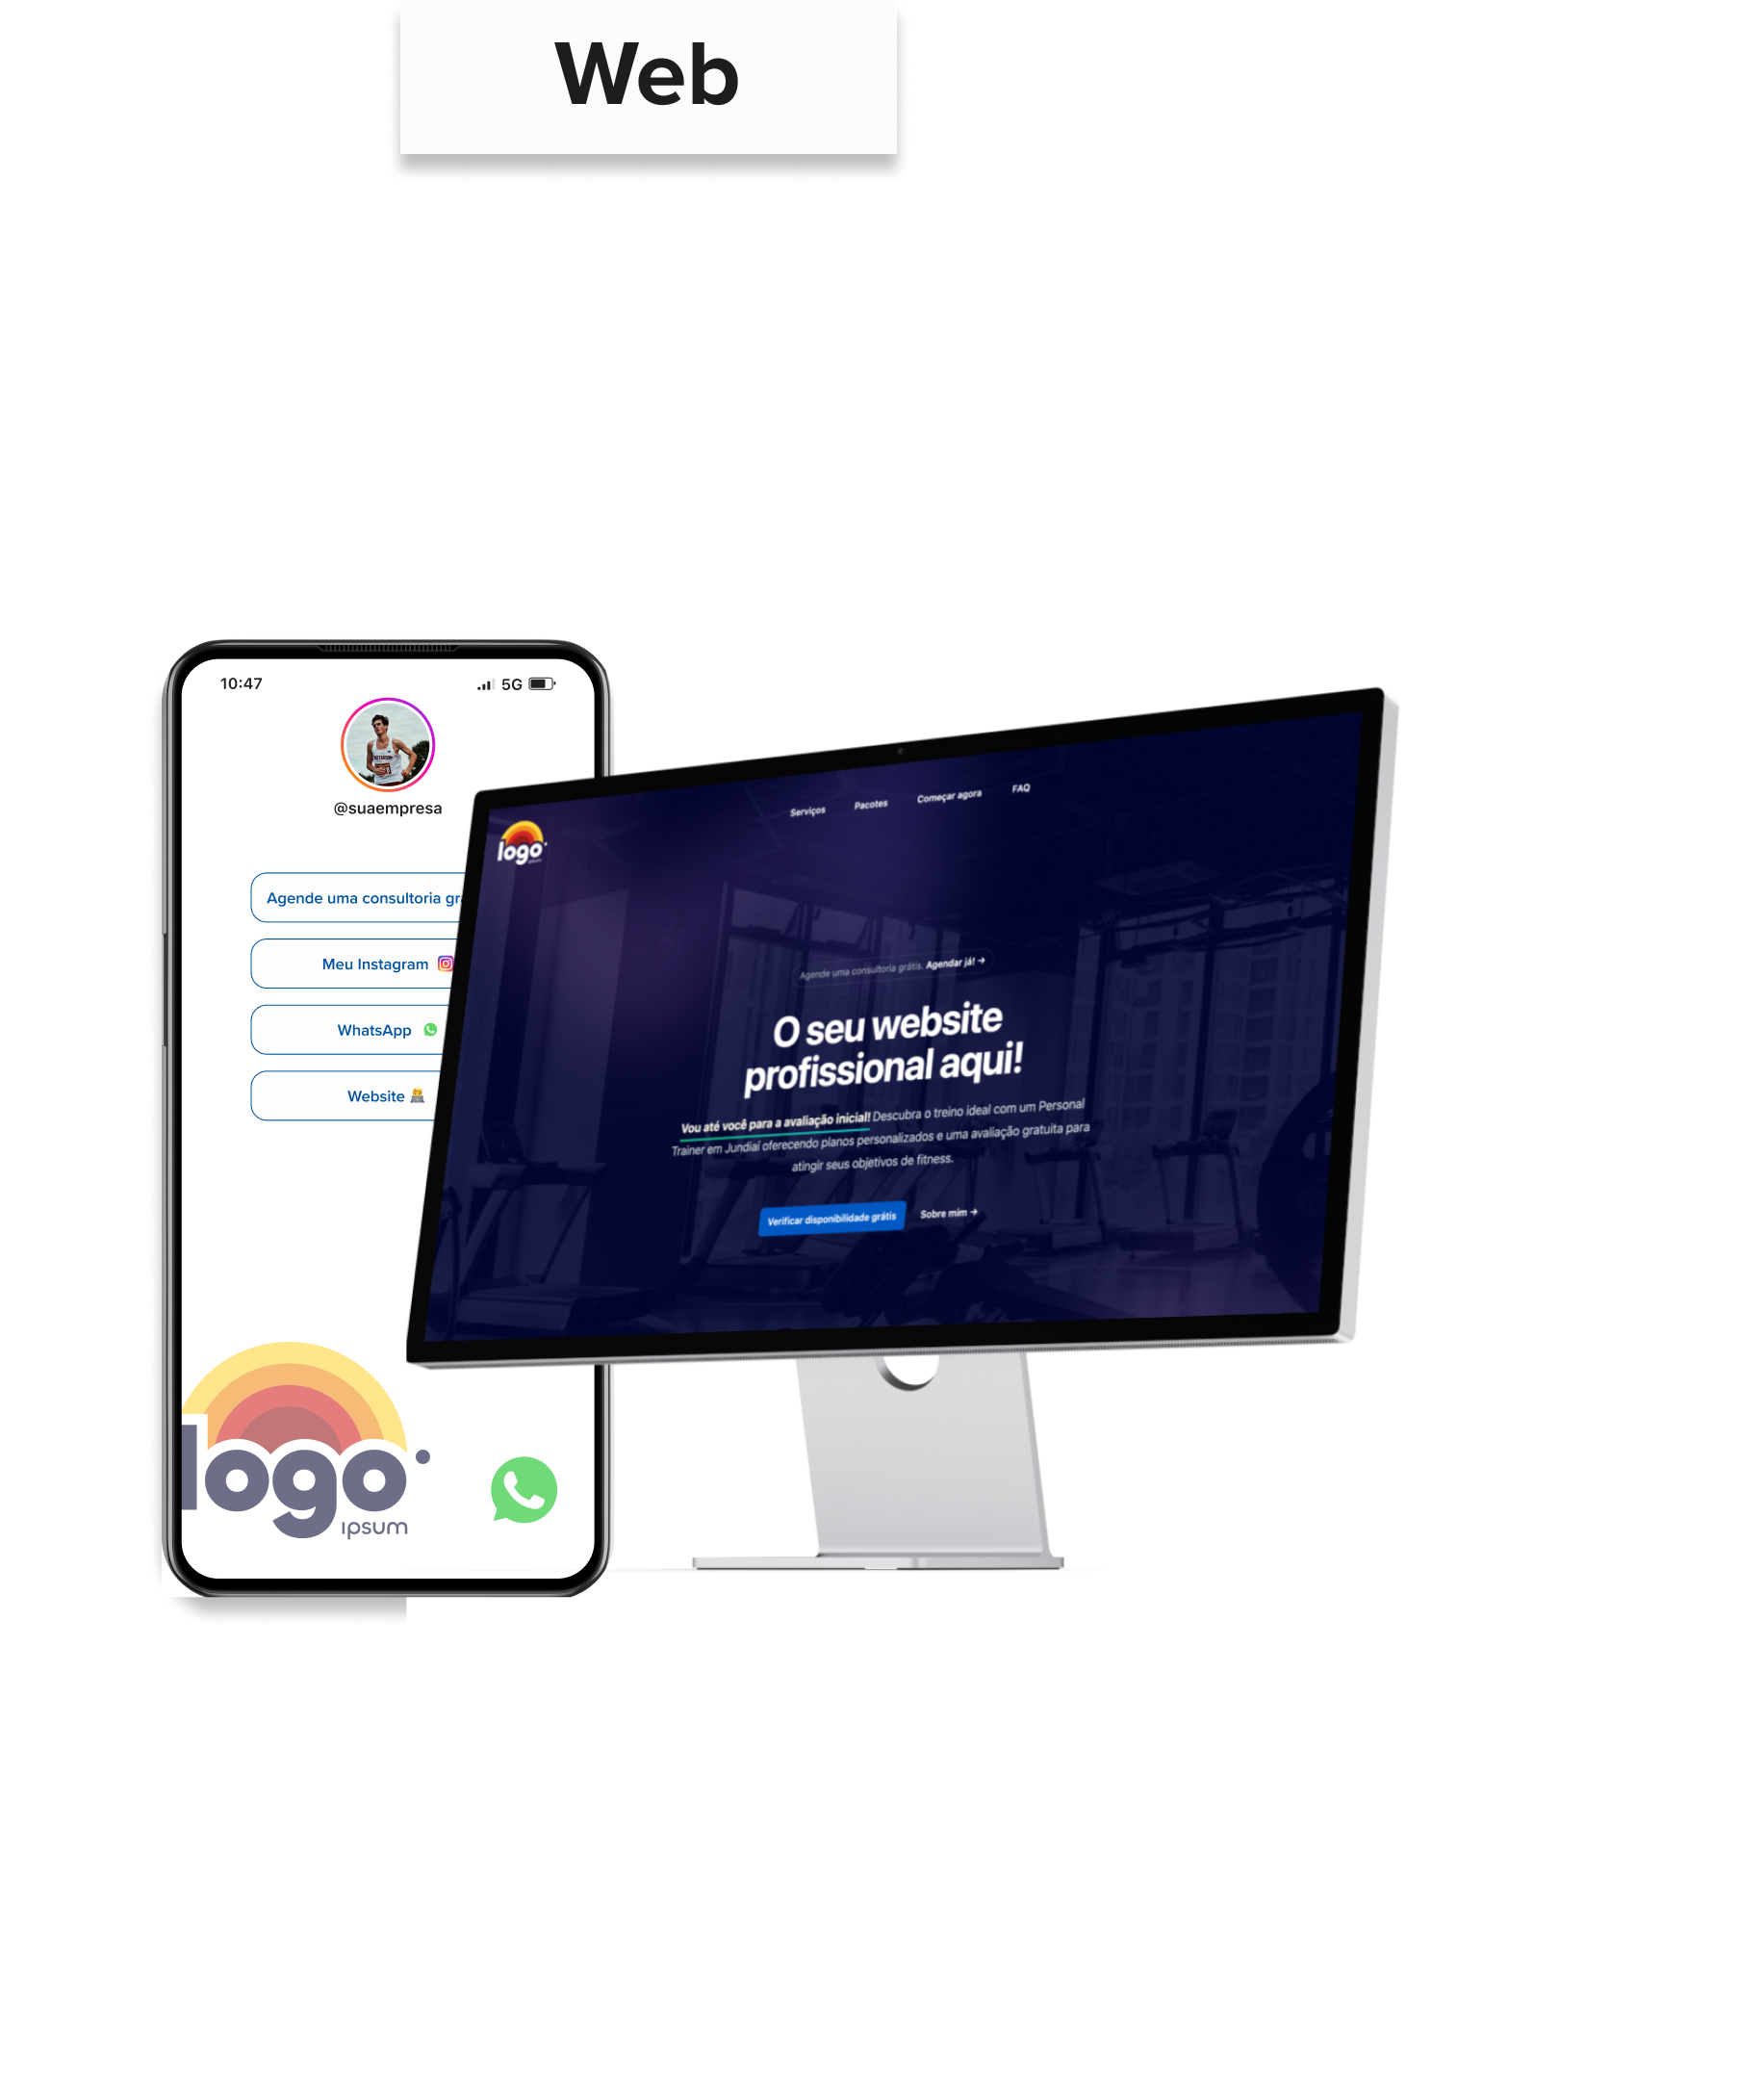 Web
10:47
5G
@suaempresa
Agende uma consultoria
Meu Instagram
WhatsApp
Website
logo
ipsum
logo
ipsum
Serviços
Pacotes
Começar agora
FAQ
Agende uma consultoria grátis. Agendar já! →
O seu website
profissional aqui!
Vou até você para a avaliação inicial! Descubra o treino ideal com um Personal
Trainer em Jundiaí oferecendo planos personalizados e uma avaliação gratuita para
atingir seus objetivos de fitness.
Verificar disponibilidade grátis
Sobre mim →